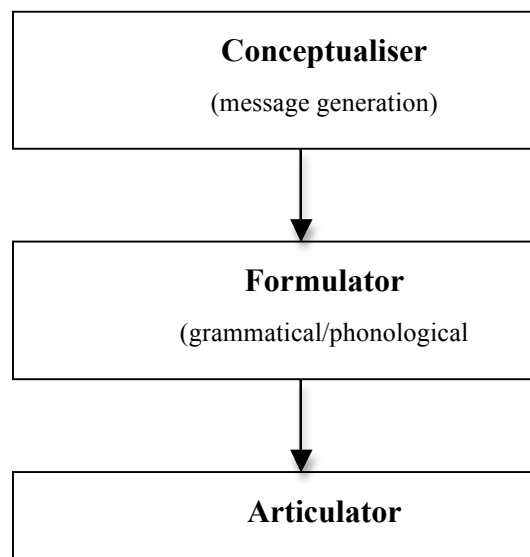 Conceptualiser
(message generation)
Formulator
(grammatical/phonological
Articulator